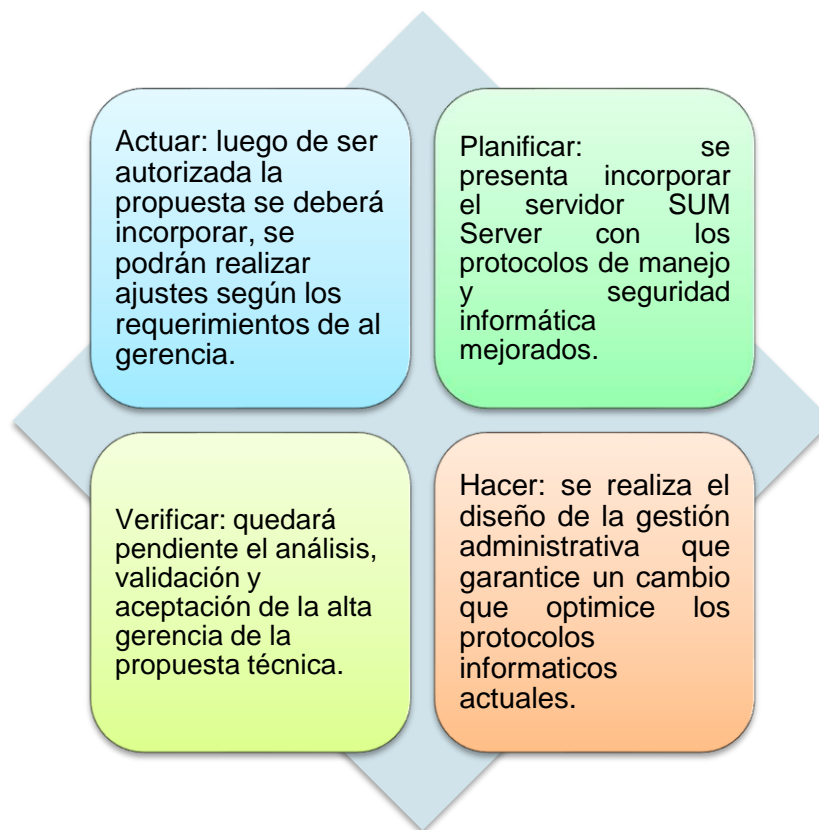 Actuar: luego de ser
autorizada la
propuesta se deberá
incorporar, se
podrán realizar
ajustes según los
requerimientos de al
gerencia.
Planificar: se
presenta incorporar
el servidor SUM
Server con los
protocolos de manejo
y seguridad
informática
mejorados.
Verificar: quedará
pendiente el análisis,
validación y
aceptación de la alta
gerencia de la
propuesta técnica.
Hacer: se realiza el
diseño de la gestión
administrativa que
garantice un cambio
que optimice los
protocolos
informaticos
actuales.